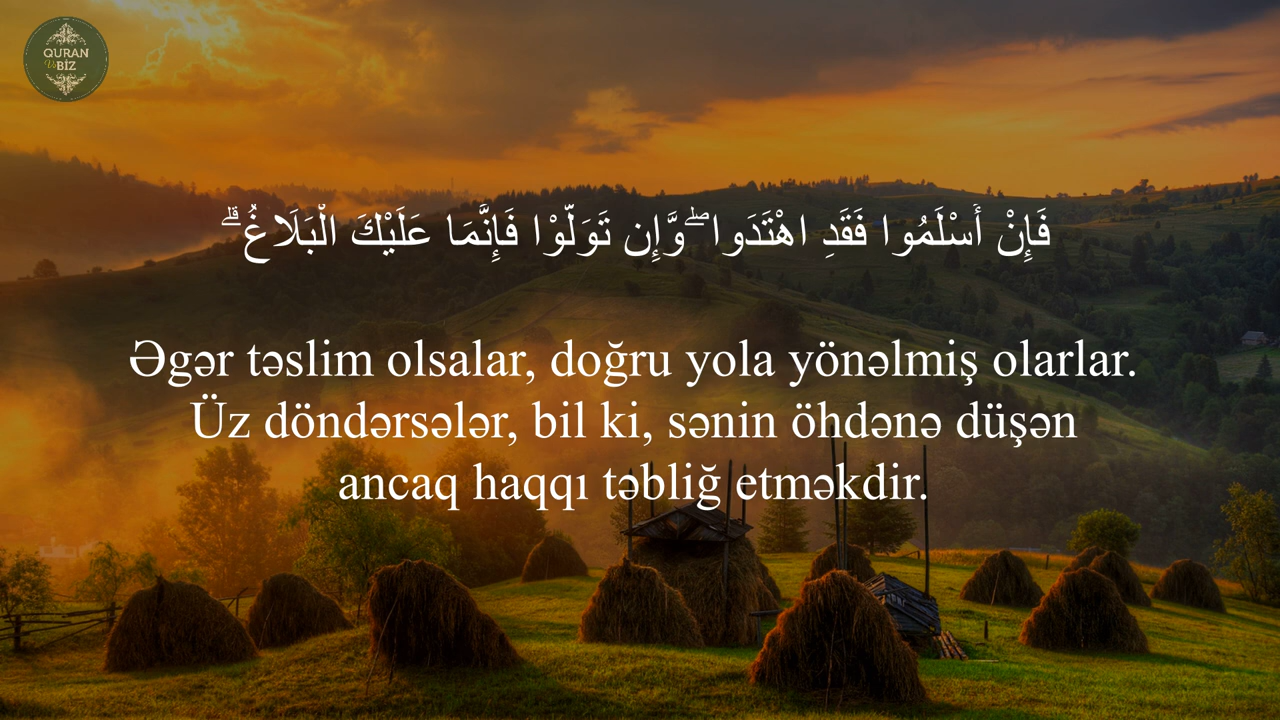 QURAN
Və BİZ
فَإِنْ أَسْلَمُوا فَقَدِ اهْتَدَوا ۖ وَّإِن تَوَلَّوْا فَإِنَّمَا عَلَيْكَ الْبَلَاغُ ۗ
Əgər təslim olsalar, doğru yola yönəlmiş olarlar.
Üz döndərsələr, bil ki, sənin öhdənə düşən
ancaq haqqı təbliğ etməkdir.